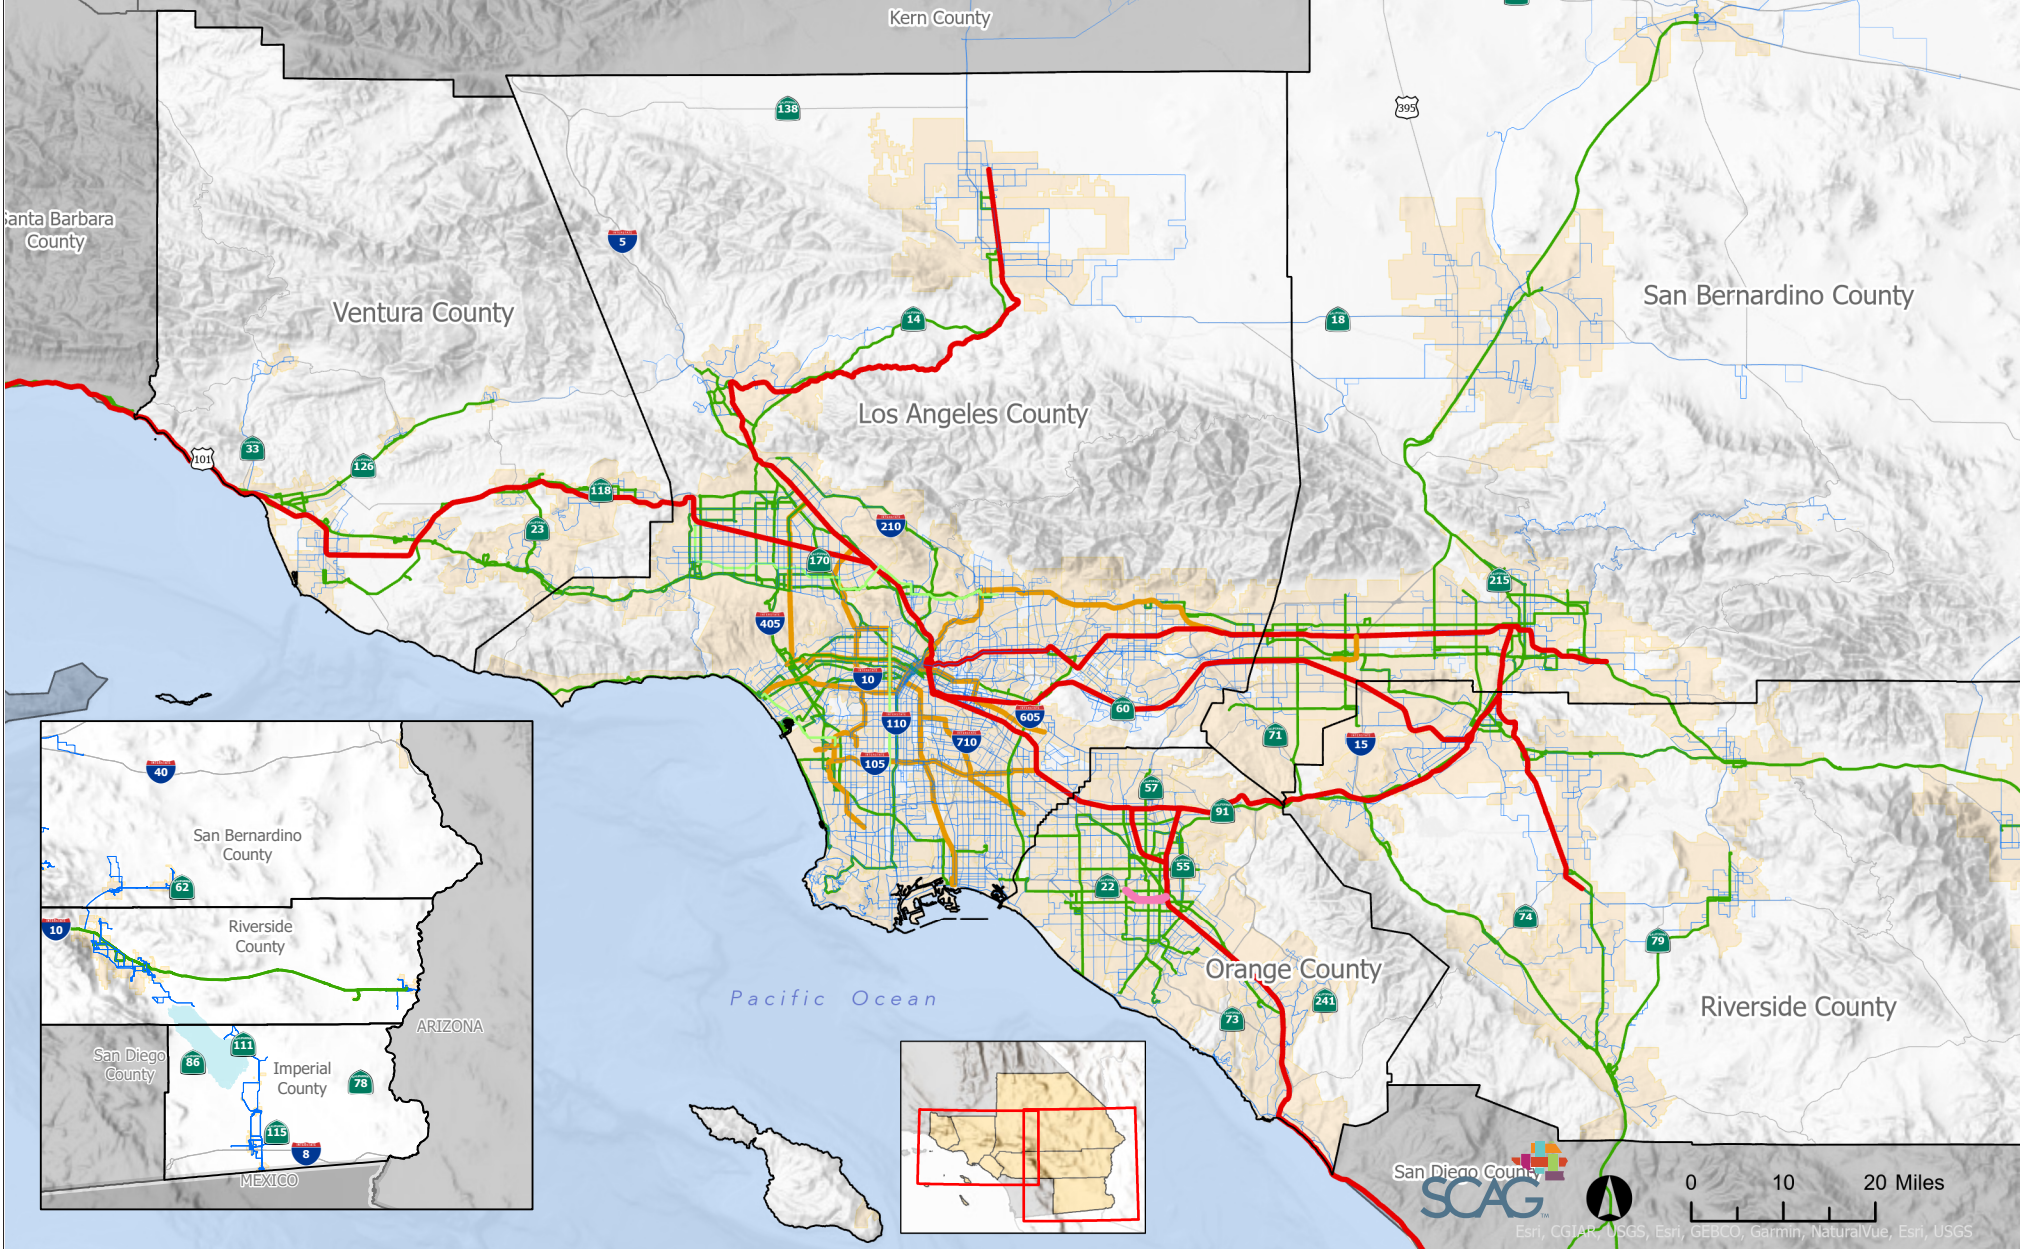 Kern County
138
395
Santa Barbara
County
5
Ventura County
San Bernardino County
14
18
Los Angeles County
33
101
126
118
23
210
170
215
405
10
60
110
605
71
710
15
105
57
91
55
22
74
79
Orange County
241
73
Riverside County
Pacific Ocean
40
San Bernardino
County
62
10
Riverside
County
ARIZONA
San Diego
County
86
111
Imperial
County
78
115
8
MEXICO
San Diego County
SCAG
TM
0 10 20 Miles
Esri, CGIAR, USGS, Esri, GEBCO, Garmin, NaturalVue, Esri, USGS